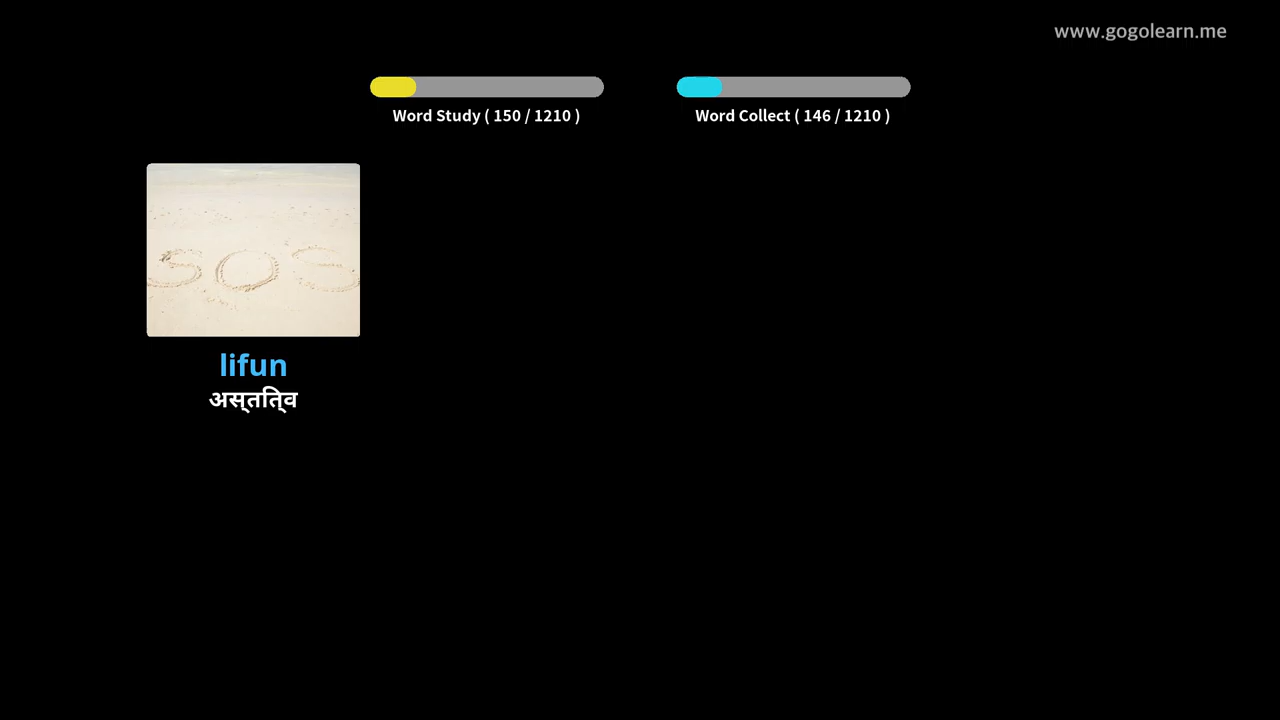 www.gogolearn.me
Word Study ( 150 / 1210 )
Word Collect ( 146 / 1210 )
SOS
lifun
अस्तित्व